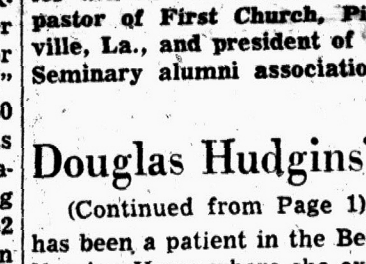 pastor of First Church, Pi
ville, La., and president of
Seminary alumni associatio
Douglas Hudgins'
(Continued from Page 1)
has been a patient in the Be